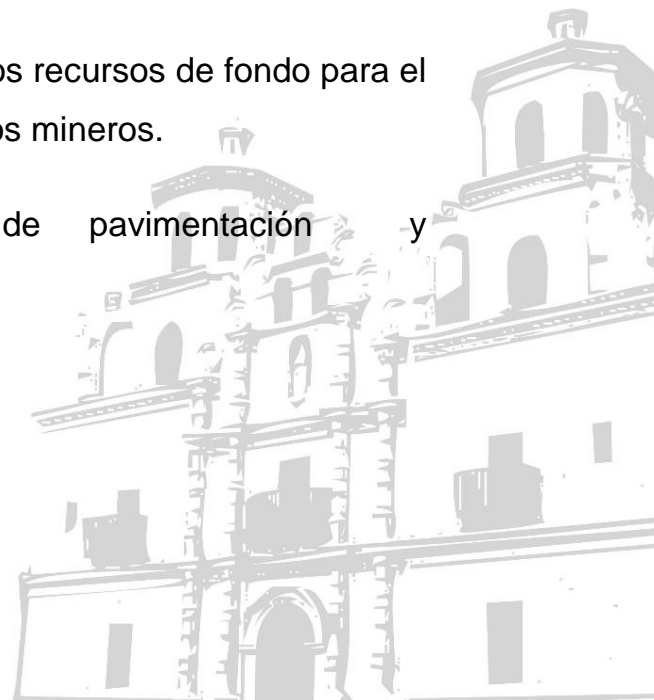 os recursos de fondo para el
os mineros.
de pavimentación y